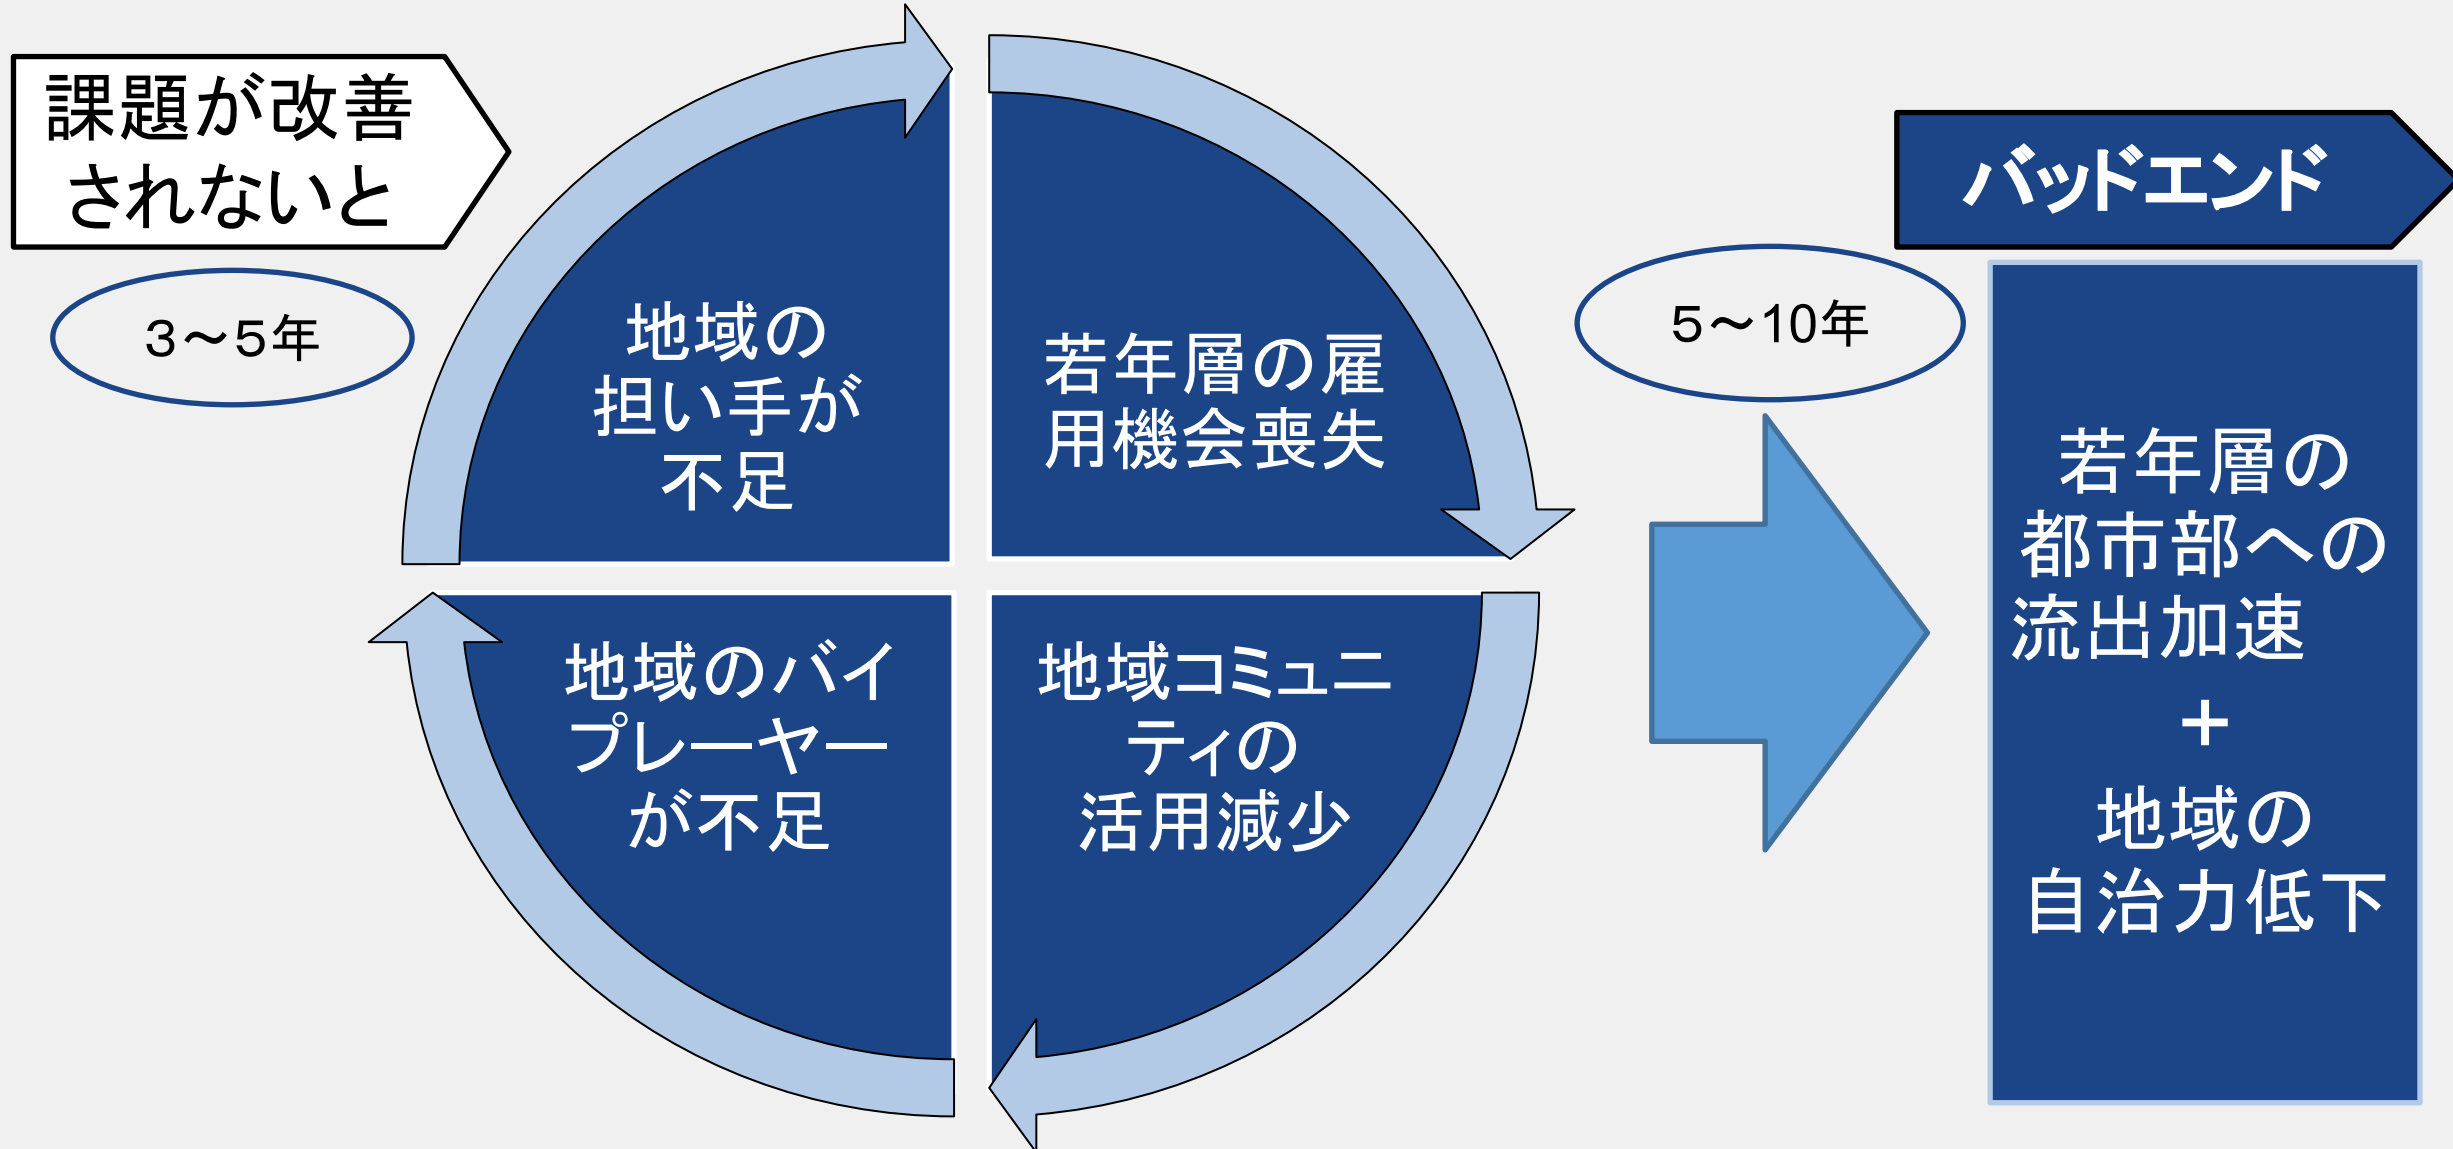 課題が改善
されないと
３～５年
地域の
担い手が
不足
若年層の雇
用機会喪失
地域のバイ
プレーヤー
が不足
地域コミュニ
ティの
活用減少
５～10年
バッドエンド
若年層の
都市部への
流出加速
＋
地域の
自治力低下